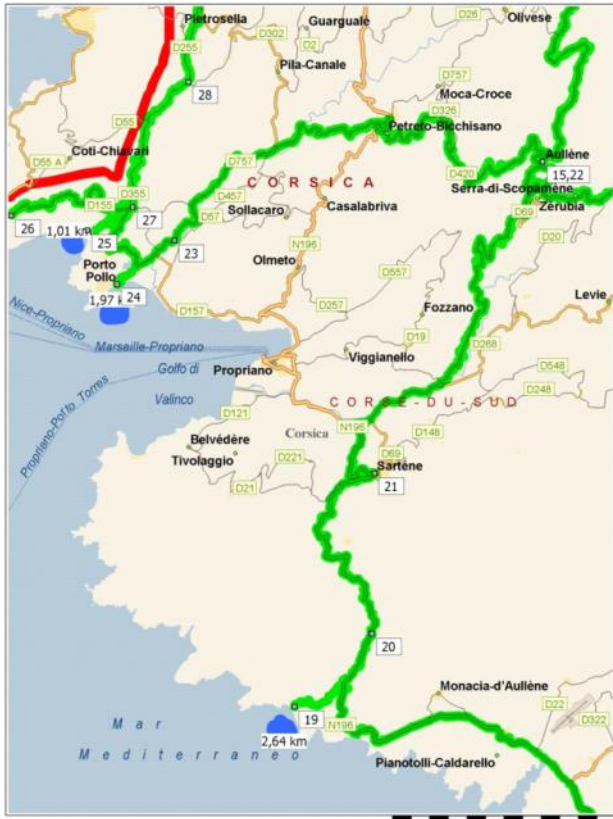 Pietrosella
D255
D302
Guargualé
D2
D26
Olivese
Pila-Canale
28
D757
Moca-Croce
D326
Petreto-Bicchisano
D55
D55 A
Coti-Chiavari
D757
D420
Aullène
15,22
CORSICA
Serra-di-Scopamène
Zérubia
D355
D155
D457
D57
Sollacaro
Casalabriva
D69
D20
26
1,01 km
27
25
23
N196
Olmeto
D557
Levie
Porto
Pollo
24
1,97 k
D157
D257
Fozzano
D19
D268
Nice-Propriano
Marseille-Propriano
Viggianello
Golfo di
Valinco
Propriano
D548
D248
Propriano-Porto Torres
D121
CORSE-DU-SUD
N196
Corsica
D148
Belvédère
Tivolaggio
D221
D69
Sartène
D21
21
20
Monacia-d'Aullène
19
D22
D322
2,64 km
N196
Mar
Mediterraneo
Pianotolli-Caldarello